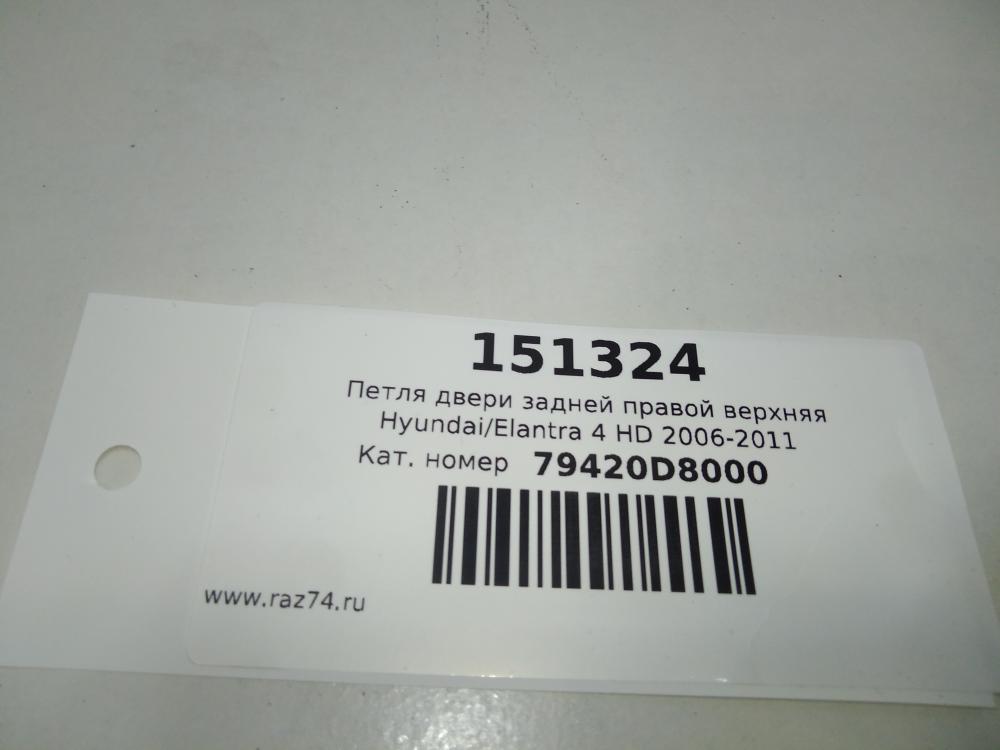 151324
Петля двери задней правой верхняя
Hyundai/Elantra 4 HD 2006-2011
Кат. номер 79420D8000
www.raz74.ru